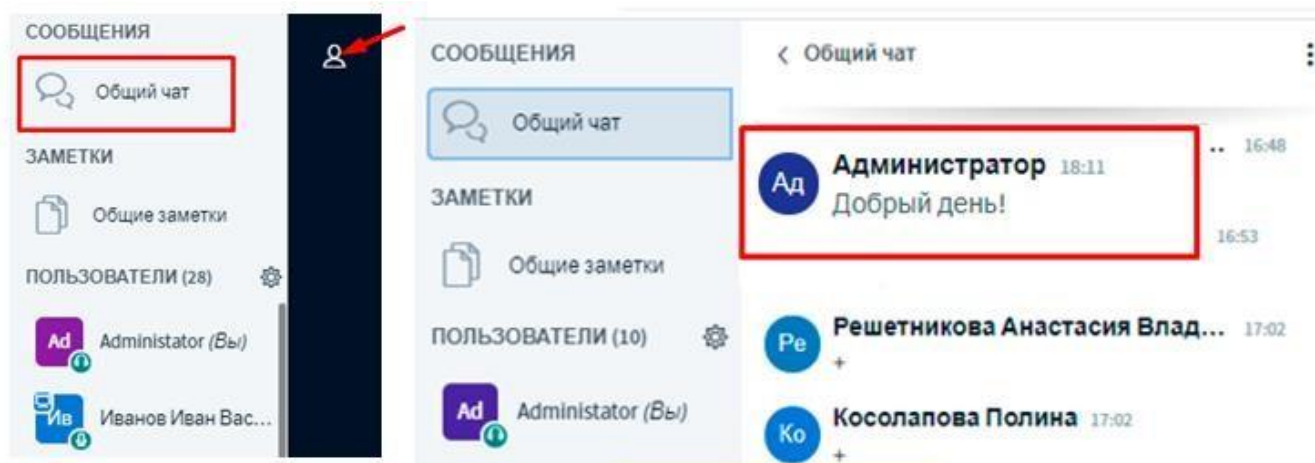 СООБЩЕНИЯ
Общий чат
ЗАМЕТКИ
Общие заметки
ПОЛЬЗОВАТЕЛИ (28)
Ad Administator (Вы)
Ив Иванов Иван Вас...
СООБЩЕНИЯ
Общий чат
ЗАМЕТКИ
Общие заметки
ПОЛЬЗОВАТЕЛИ (10)
Ad Administator (Вы)
Общий чат
.. 16:48
Ад Администратор 18:11
Добрый день!
16:53
Ре Решетникова Анастасия Влад... 17:02
+
Ко Косолапова Полина 17:02
+